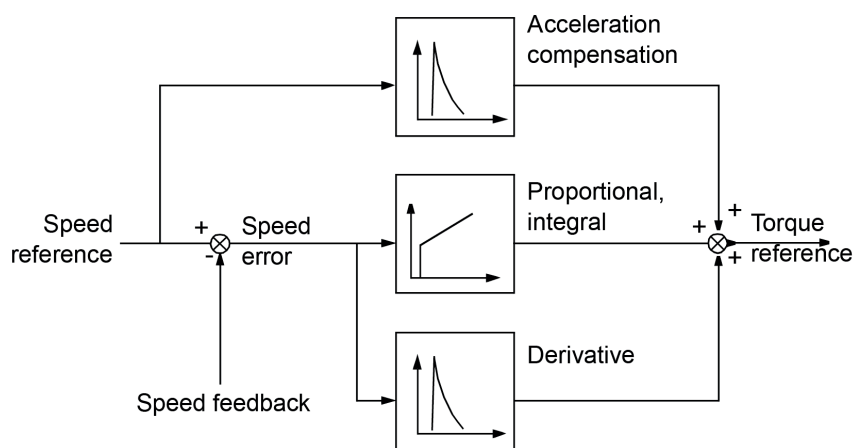 Acceleration
compensation
Proportional,
integral
+
+
+
-
+
Speed
reference
Speed
error
Torque
reference
Derivative
Speed feedback